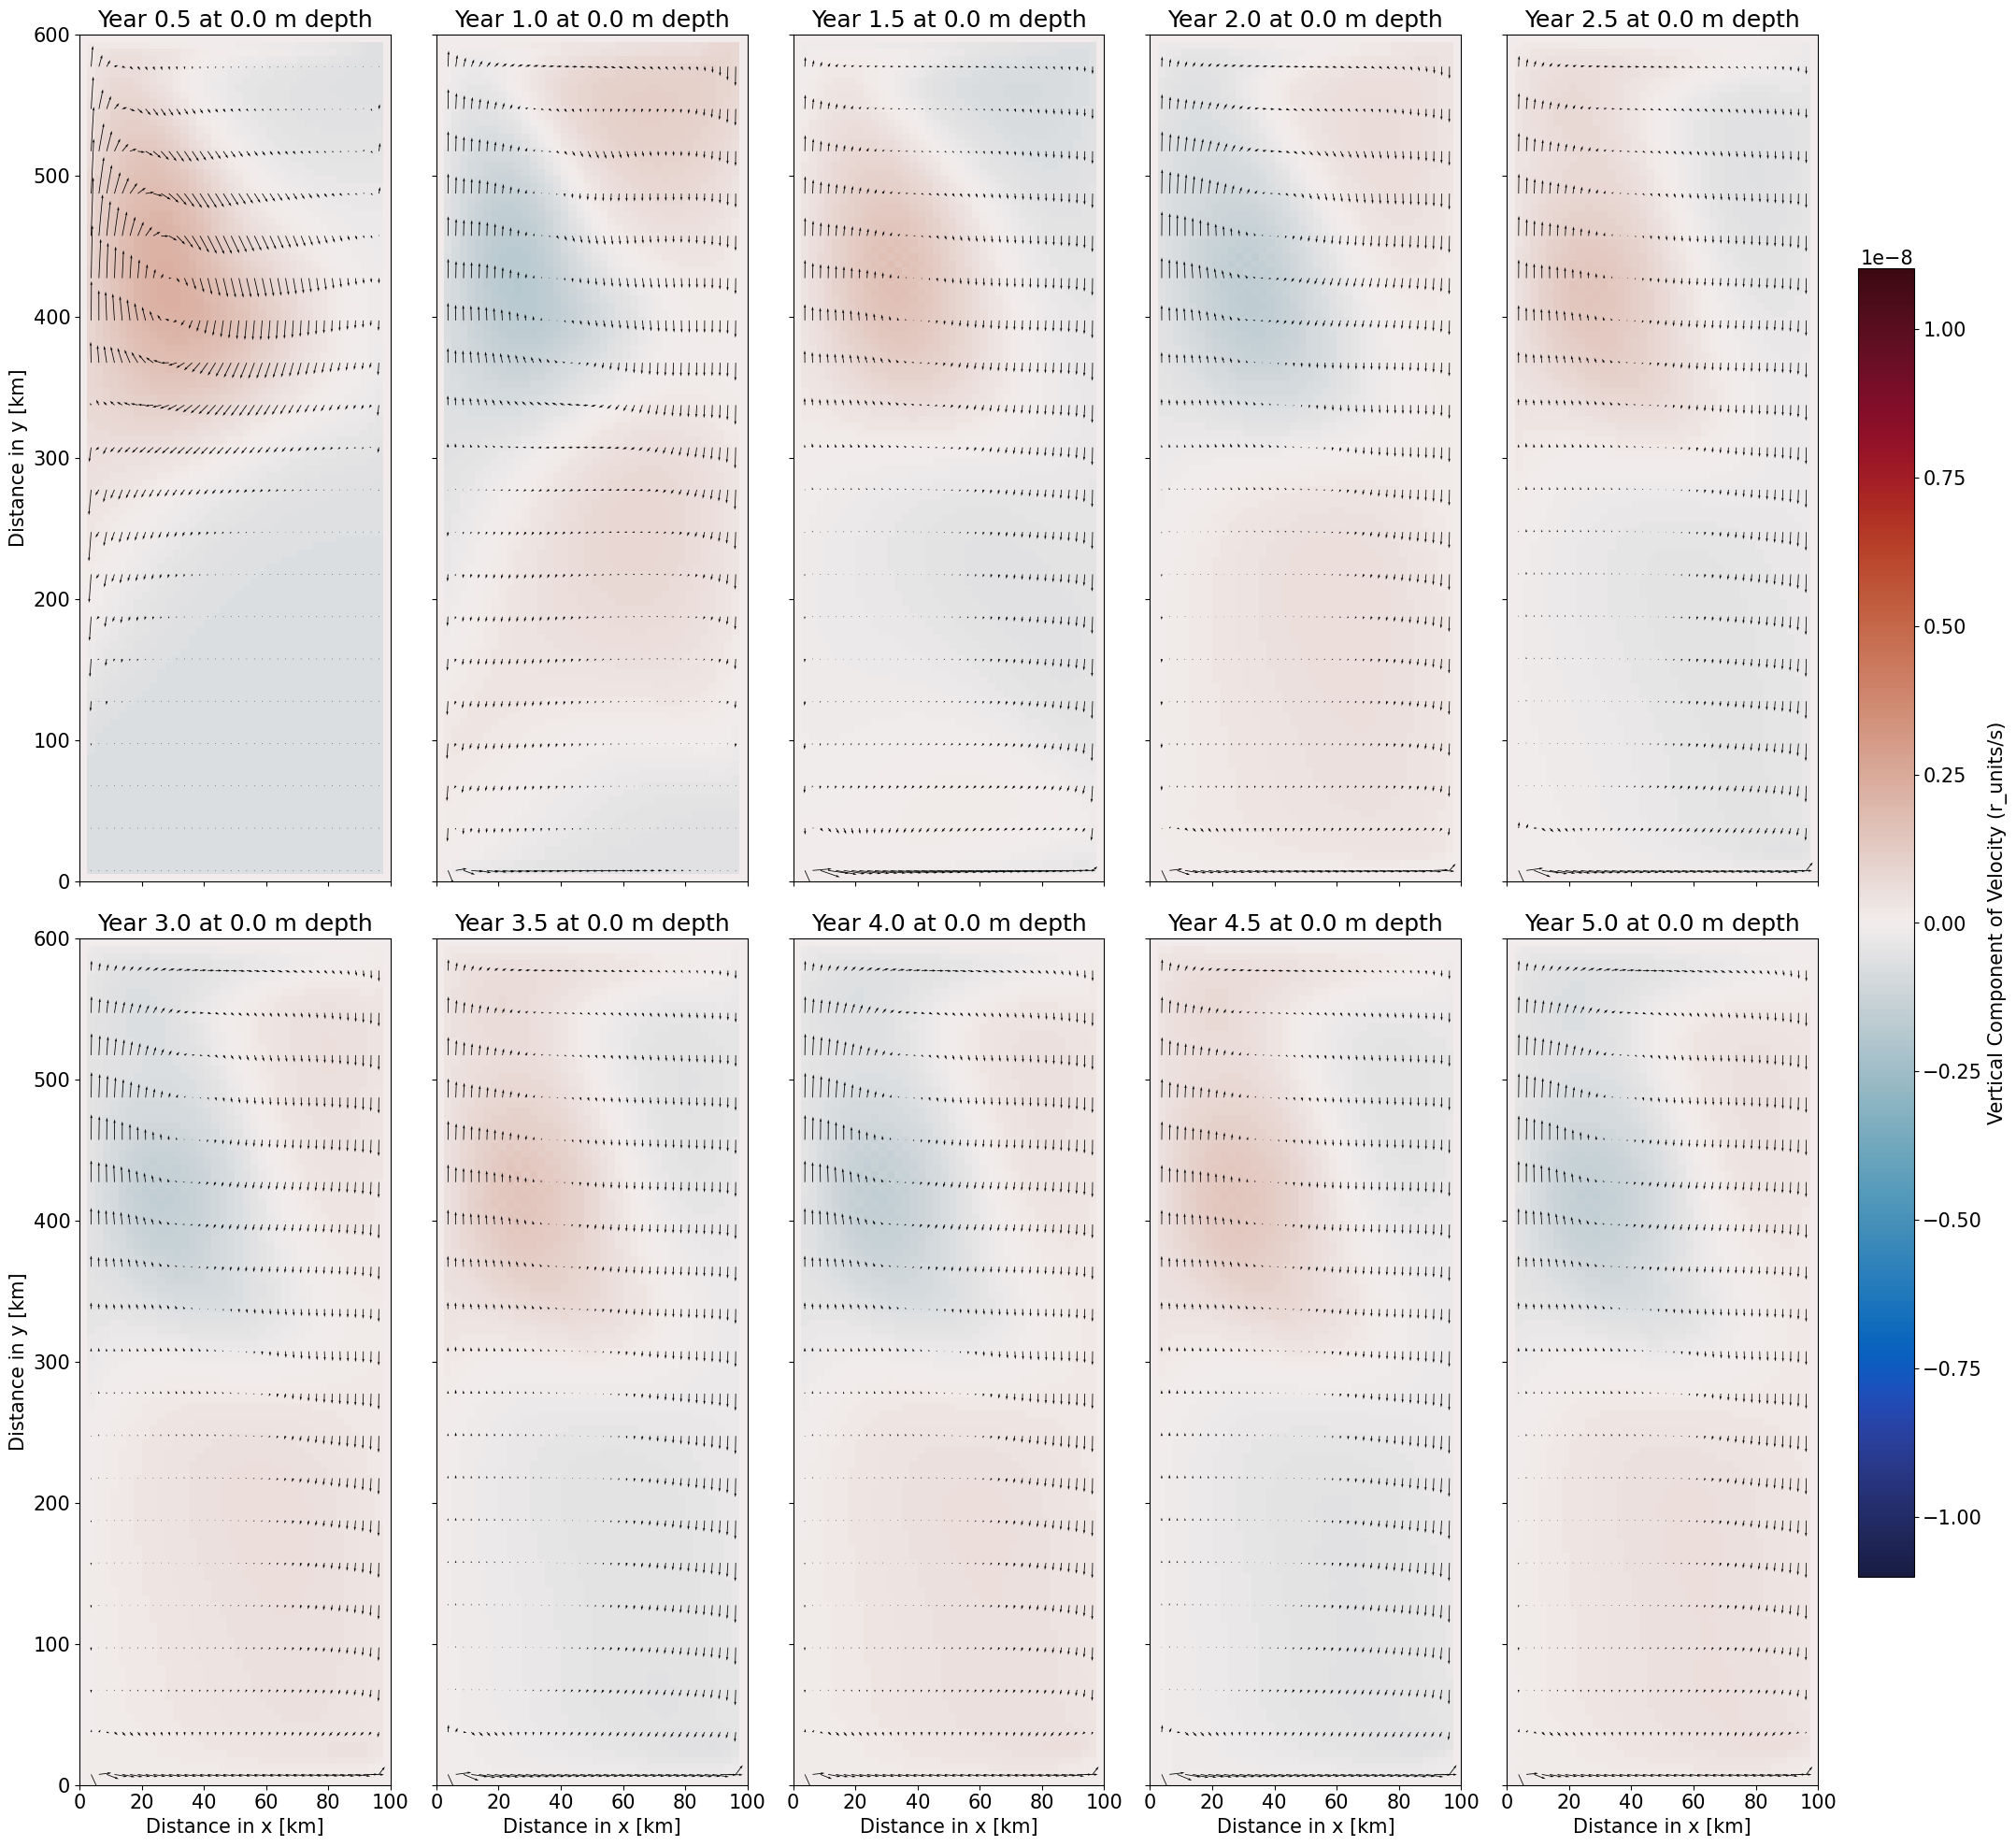 Year 0.5 at 0.0 m depth
Year 1.0 at 0.0 m depth
Year 1.5 at 0.0 m depth
Year 2.0 at 0.0 m depth
Year 2.5 at 0.0 m depth
600
500
400
300
200
100
0
Distance in y [km]
0
20
40
60
80
100
Year 3.0 at 0.0 m depth
Year 3.5 at 0.0 m depth
Year 4.0 at 0.0 m depth
Year 4.5 at 0.0 m depth
Year 5.0 at 0.0 m depth
600
500
400
300
200
100
0
Distance in y [km]
0 20 40 60 80 100
0 20 40 60 80 100
0 20 40 60 80 100
0 20 40 60 80 100
0 20 40 60 80 100
Distance in x [km]
Distance in x [km]
Distance in x [km]
Distance in x [km]
Distance in x [km]
1e−8
1.00
0.75
0.50
0.25
0.00
−0.25
−0.50
−0.75
−1.00
Vertical Component of Velocity (r_units/s)